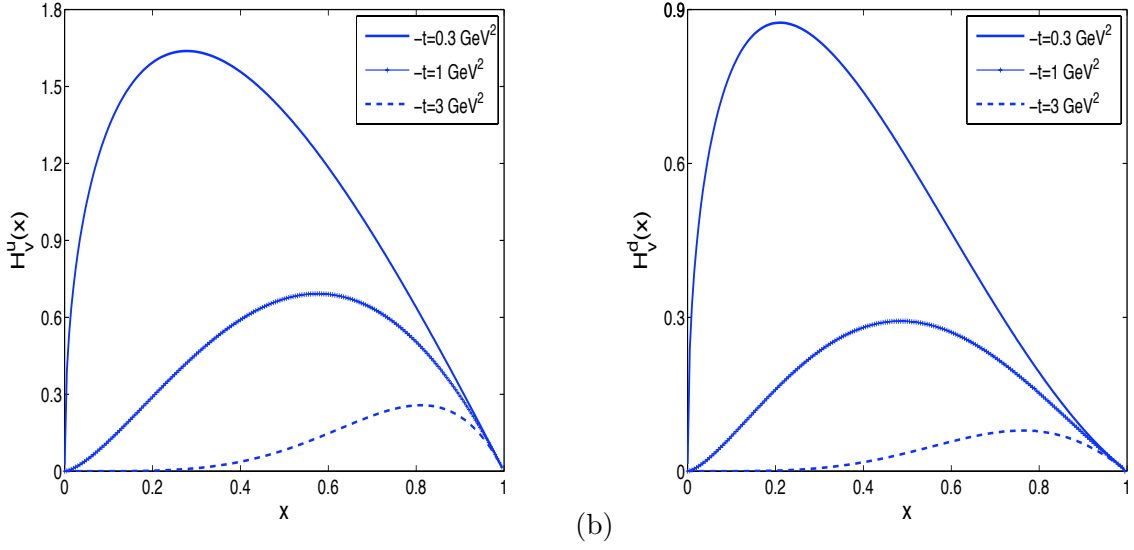 1.8
1.5
1.2
0.9
0.6
0.3
0
0 0.2 0.4 0.6 0.8 1
x
H_v^u(x)
−t=0.3 GeV^2
−t=1 GeV^2
−t=3 GeV^2
(b)
0.9
0.6
0.3
0
0 0.2 0.4 0.6 0.8 1
x
H_v^d(x)
−t=0.3 GeV^2
−t=1 GeV^2
−t=3 GeV^2